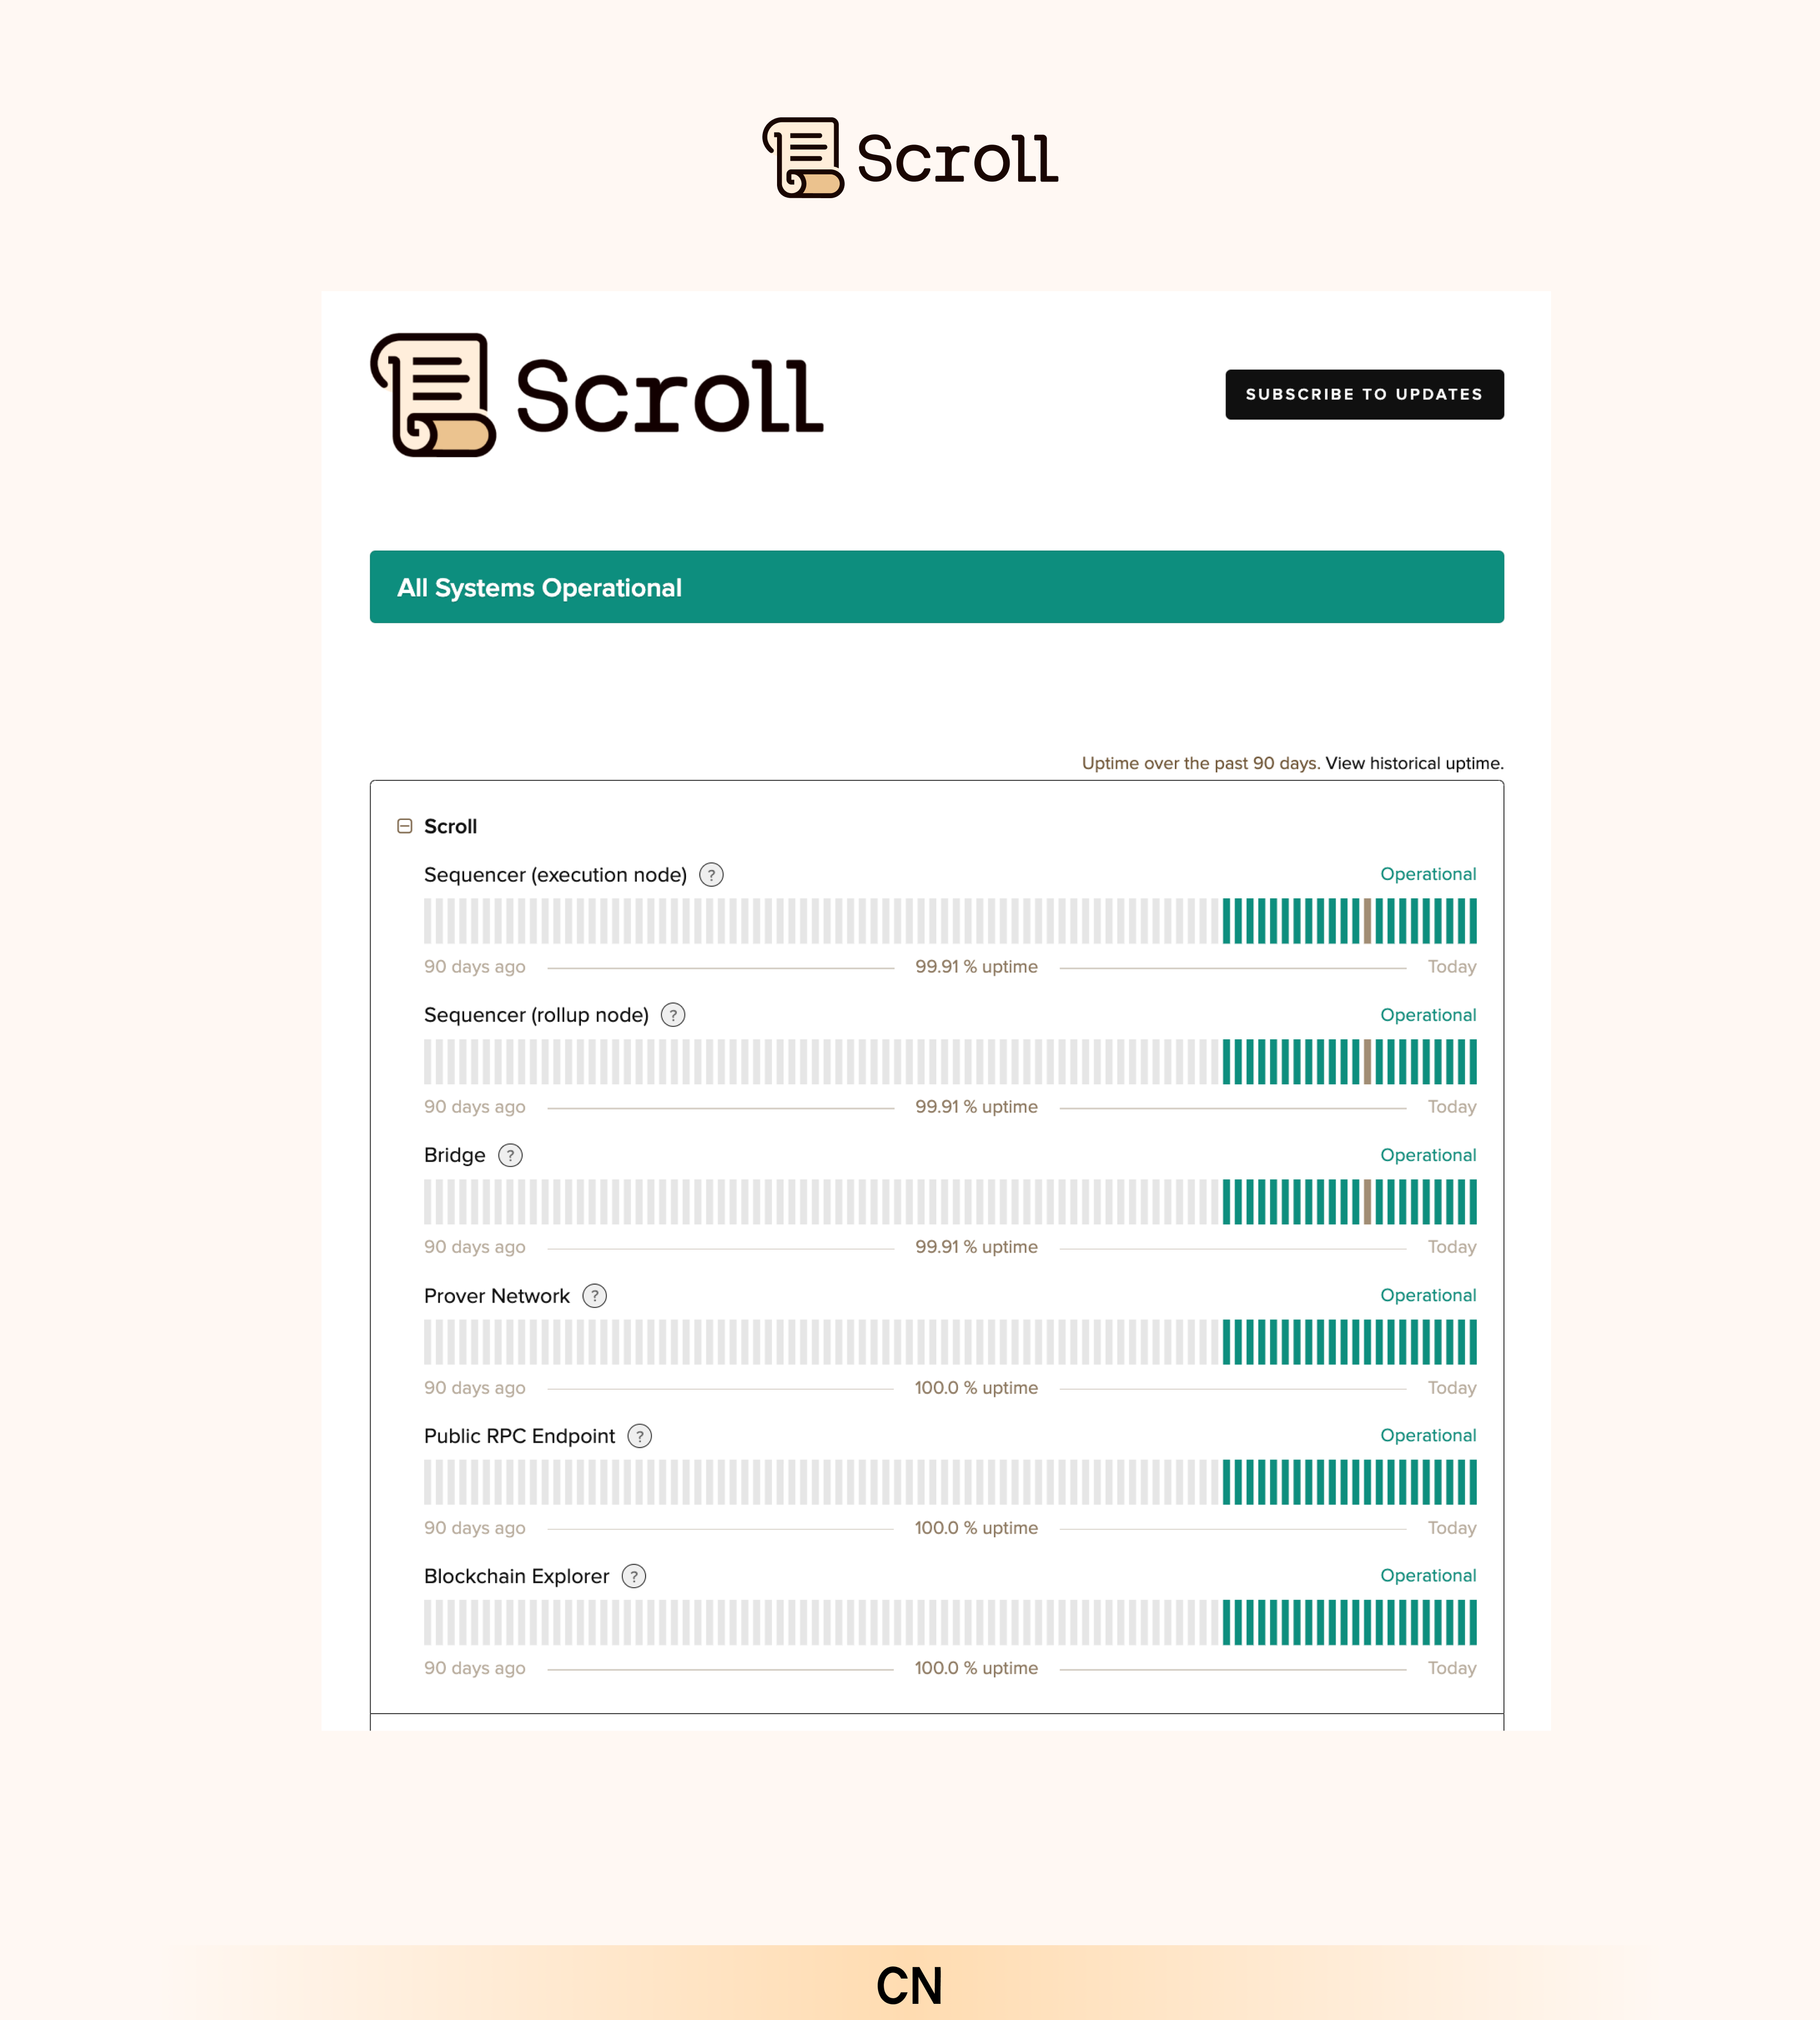 Scroll
Scroll
SUBSCRIBE TO UPDATES
All Systems Operational
Uptime over the past 90 days. View historical uptime.
Scroll
Sequencer (execution node) ? Operational
90 days ago 99.91 % uptime Today
Sequencer (rollup node) ? Operational
90 days ago 99.91 % uptime Today
Bridge ? Operational
90 days ago 99.91 % uptime Today
Prover Network ? Operational
90 days ago 100.0 % uptime Today
Public RPC Endpoint ? Operational
90 days ago 100.0 % uptime Today
Blockchain Explorer ? Operational
90 days ago 100.0 % uptime Today
CN